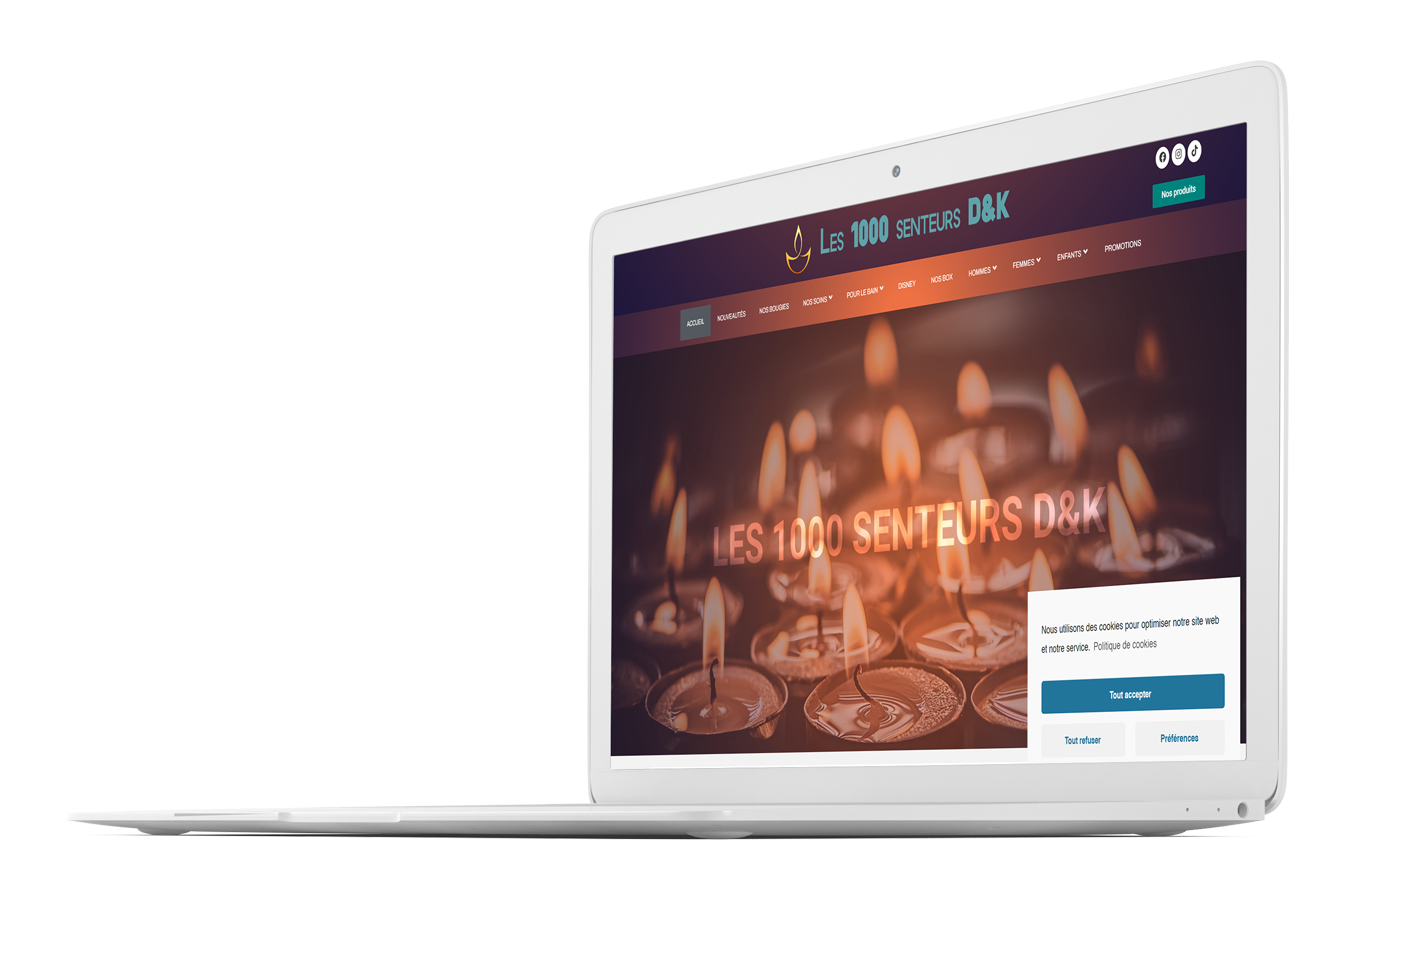 Les 1000 senteurs D&K
Nos produits
ACCUEIL NOUVEAUTÉS NOS BOUGIES NOS SOINS POUR LE BAIN DISNEY NOS BOX HOMMES FEMMES ENFANTS PROMOTIONS
LES 1000 SENTEURS D&K
Nous utilisons des cookies pour optimiser notre site web
et notre service. Politique de cookies
Tout accepter
Tout refuser Préférences